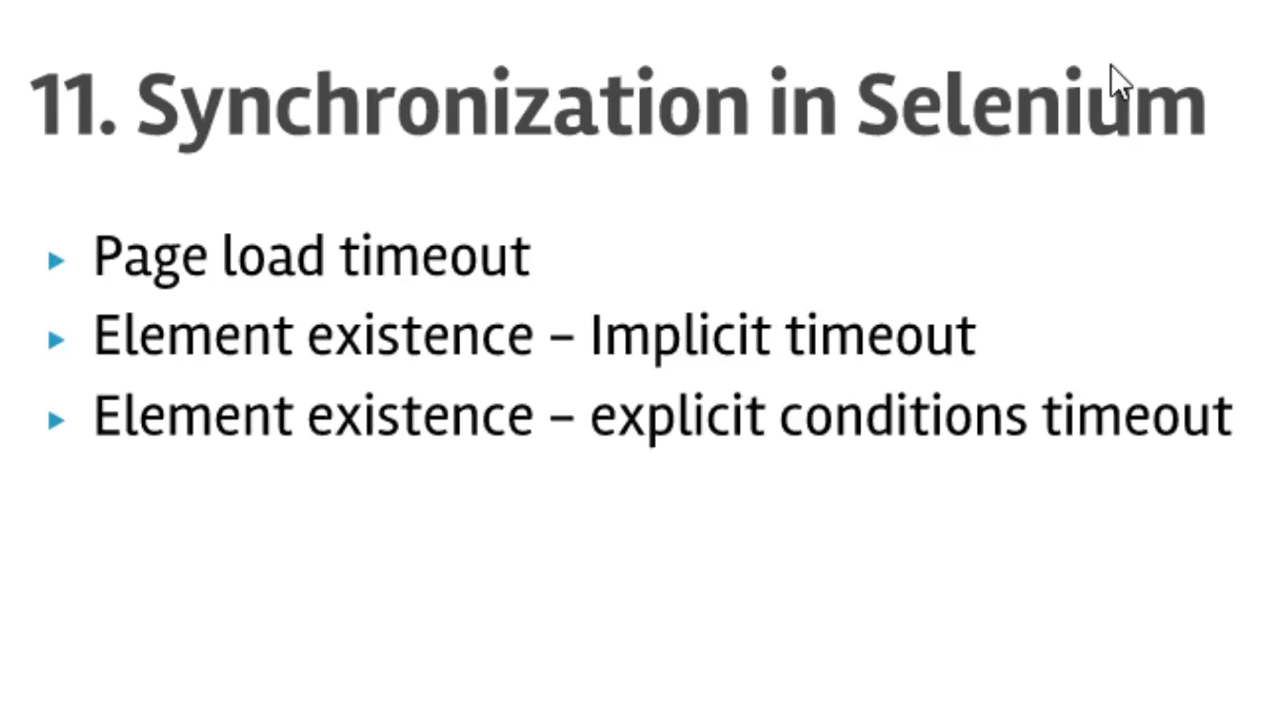 11. Synchronization in Selenium
Page load timeout
Element existence – Implicit timeout
Element existence – explicit conditions timeout